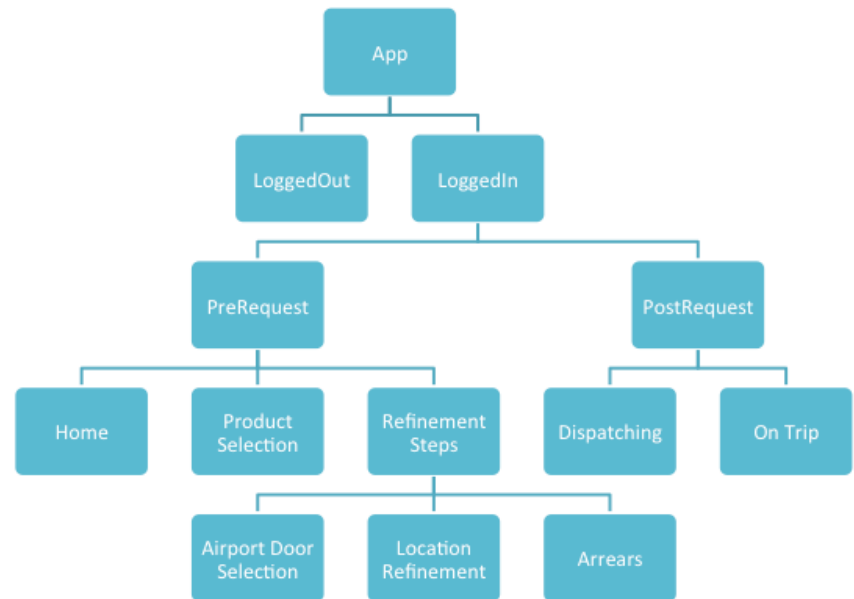 App
LoggedOut
LoggedIn
PreRequest
PostRequest
Home
Product
Selection
Refinement
Steps
Dispatching
On Trip
Airport Door
Selection
Location
Refinement
Arrears